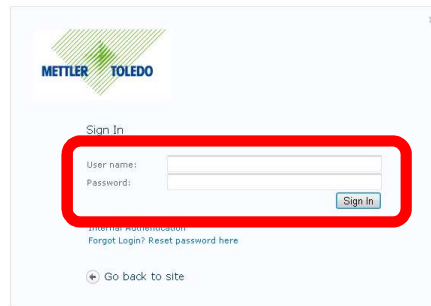 METTLER TOLEDO
Sign In
User name:
Password:
Sign In
Internal Authentication
Forgot Login? Reset password here
Go back to site